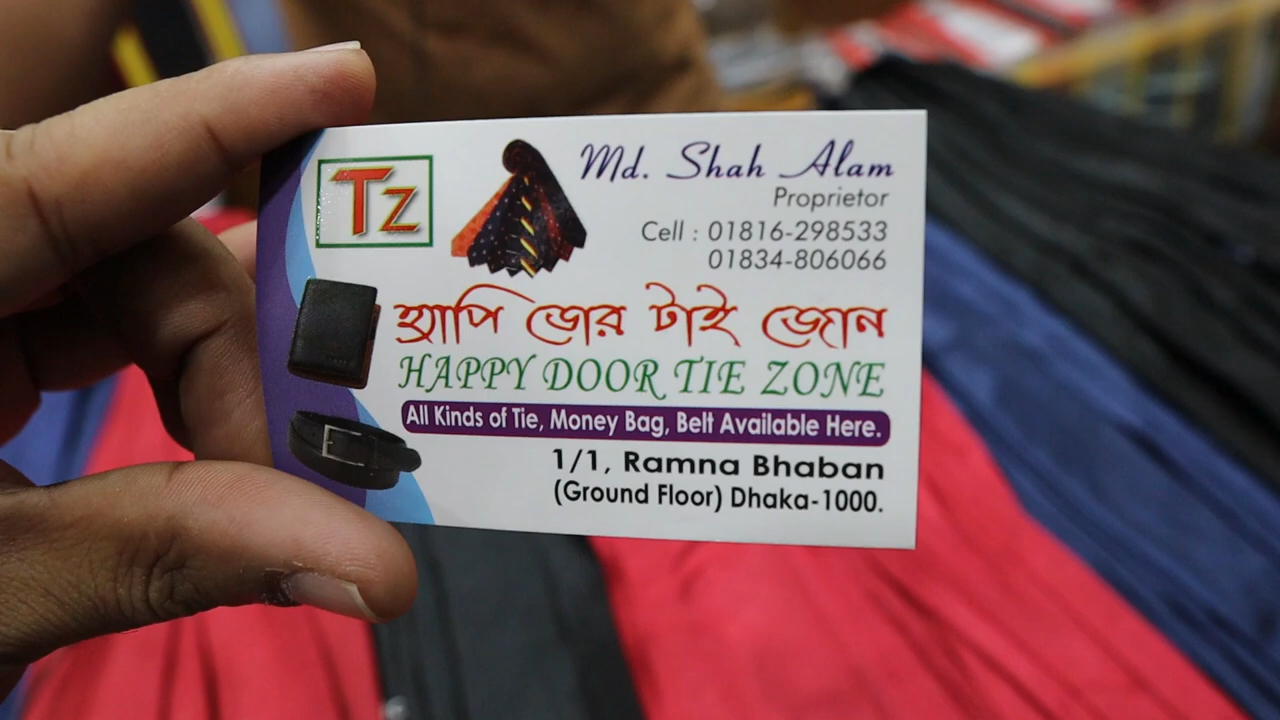 TZ
Md. Shah Alam
Proprietor
Cell : 01816-298533
01834-806066
হ্যাপি ডোর টাই জোন
HAPPY DOOR TIE ZONE
All Kinds of Tie, Money Bag, Belt Available Here.
1/1, Ramna Bhaban
(Ground Floor) Dhaka-1000.